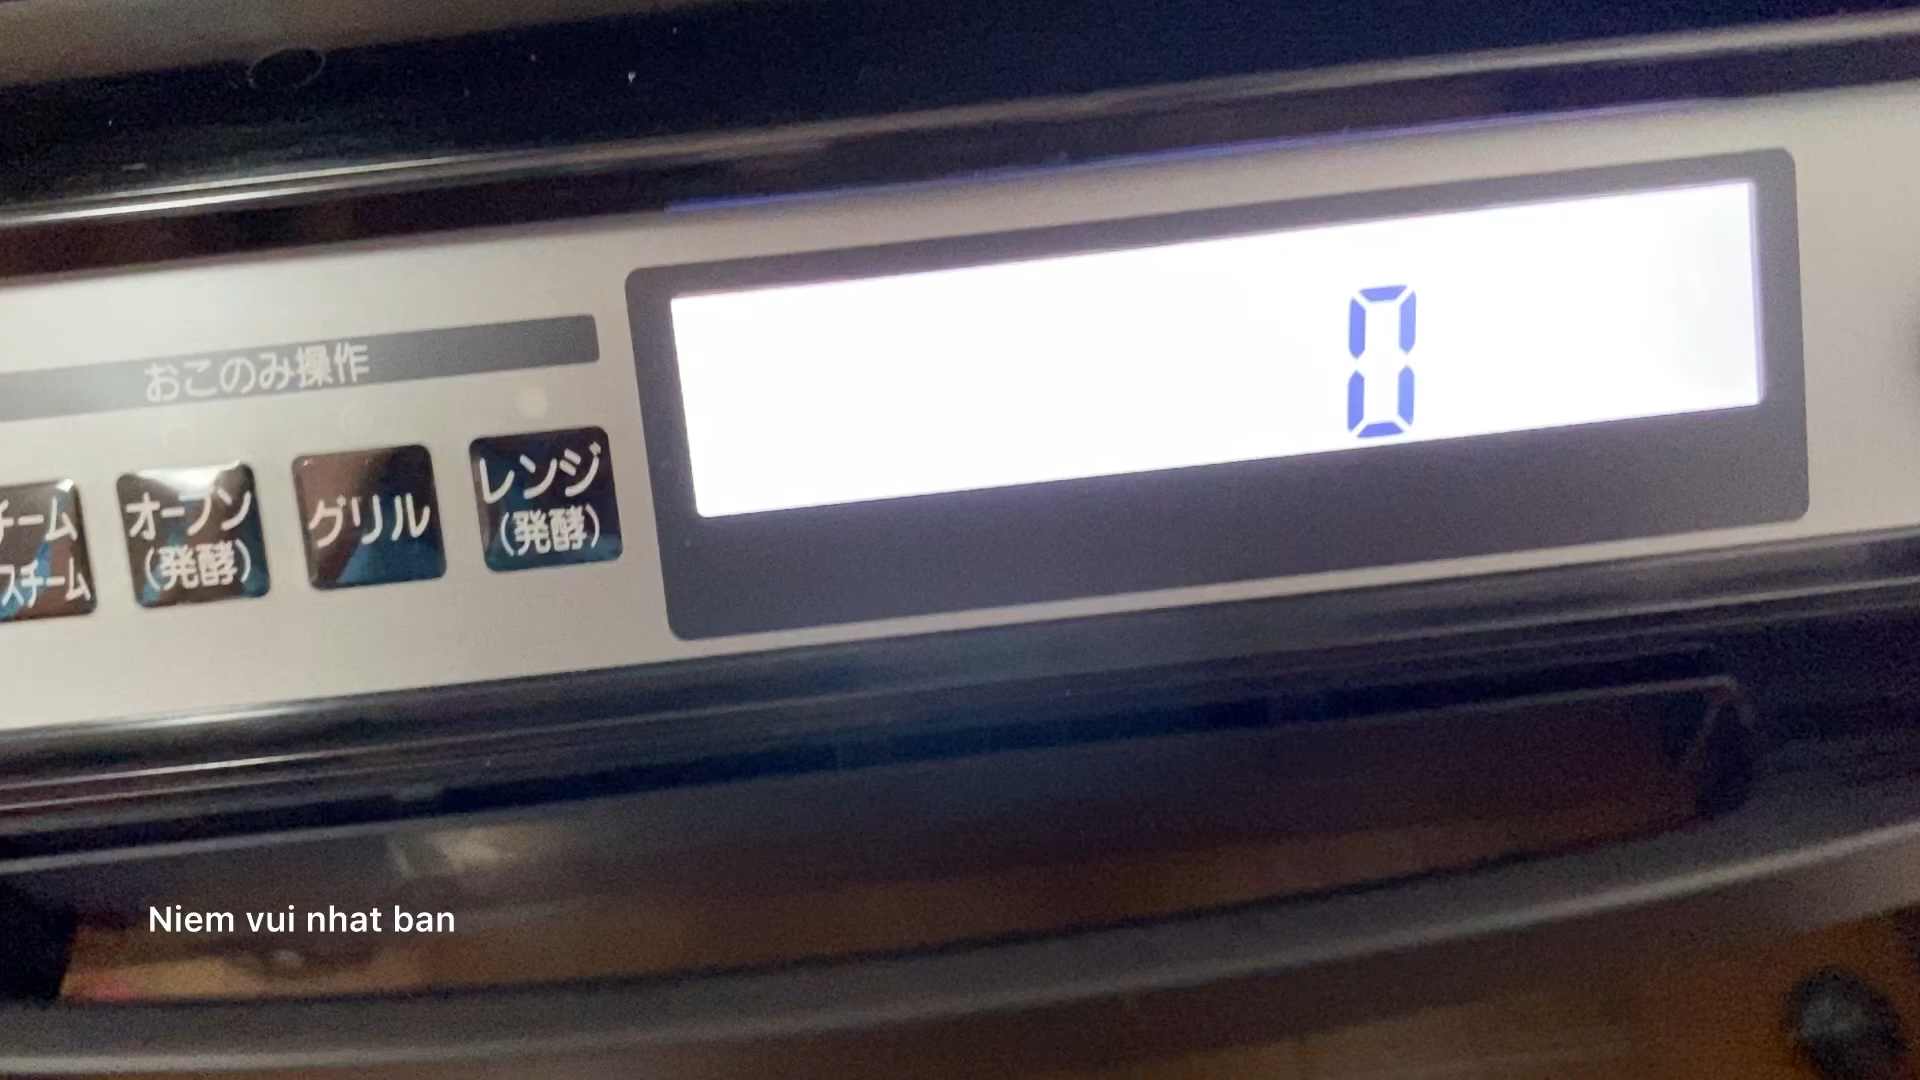 おこのみ操作
チーム
スチーム
オーブン
(発酵)
グリル
レンジ
(発酵)
0
Niem vui nhat ban